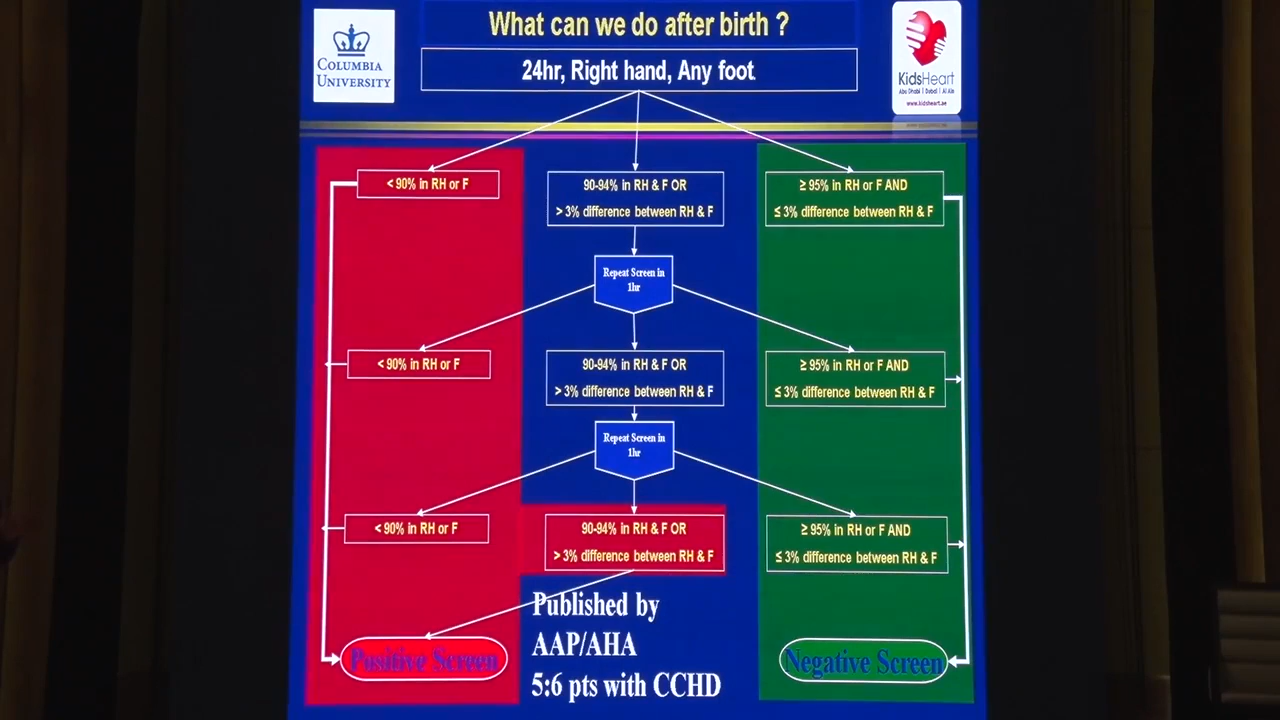 What can we do after birth ?
24hr, Right hand, Any foot
COLUMBIA
UNIVERSITY
KidsHeart
Abu Dhabi | Dubai | Al Ain
www.kidsheart.ae
< 90% in RH or F
90-94% in RH & F OR
> 3% difference between RH & F
≥ 95% in RH or F AND
≤ 3% difference between RH & F
Repeat Screen in
1hr
< 90% in RH or F
90-94% in RH & F OR
> 3% difference between RH & F
≥ 95% in RH or F AND
≤ 3% difference between RH & F
Repeat Screen in
1hr
< 90% in RH or F
90-94% in RH & F OR
> 3% difference between RH & F
≥ 95% in RH or F AND
≤ 3% difference between RH & F
Positive Screen
Published by
AAP/AHA
5:6 pts with CCHD
Negative Screen